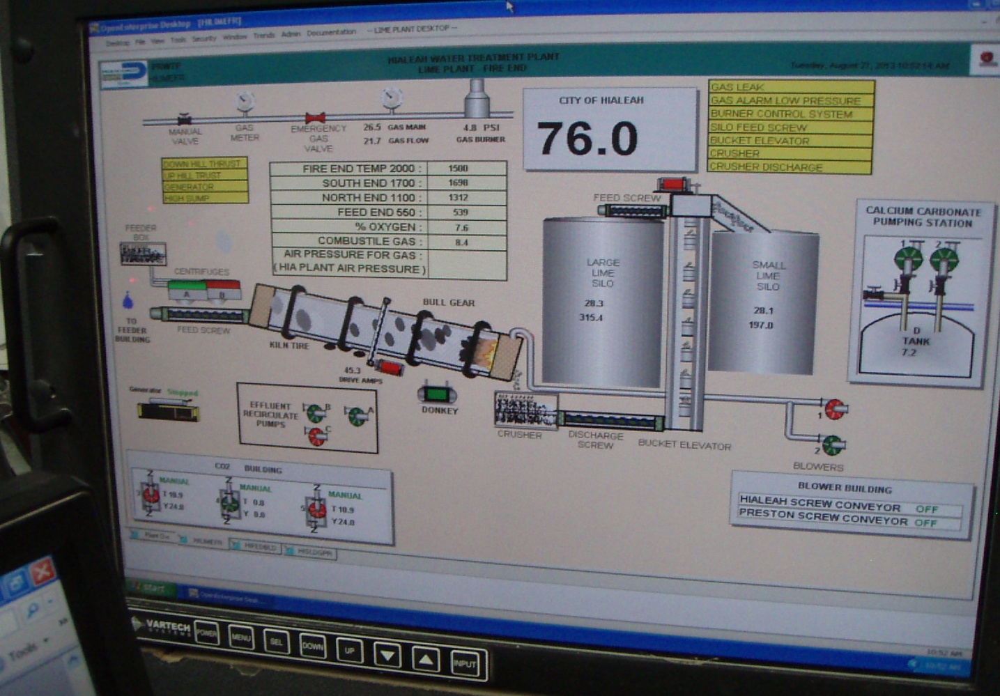 OpenEnterprise Desktop [HILIMEFR]
Desktop File View Tools Security Window Trends Admin Documentation -- LIME PLANT DESKTOP --
PRWTP
HILIMEFR
HIALEAH WATER TREATMENT PLANT
LIME PLANT - FIRE END
Tuesday, August 27, 2013 10:52:14 AM
MANUAL
VALVE
GAS
METER
EMERGENCY
GAS
VALVE
26.5 GAS MAIN
21.7 GAS FLOW
4.8 PSI
GAS BURNER
CITY OF HIALEAH
76.0
GAS LEAK
GAS ALARM LOW PRESSURE
BURNER CONTROL SYSTEM
SILO FEED SCREW
BUCKET ELEVATOR
CRUSHER
CRUSHER DISCHARGE
DOWN HILL THRUST
UP HILL TRUST
GENERATOR
HIGH SUMP
FIRE END TEMP 2000 : 1500
SOUTH END 1700 : 1698
NORTH END 1100 : 1312
FEED END 550 : 539
% OXYGEN : 7.6
COMBUSTILE GAS : 8.4
AIR PRESSURE FOR GAS :
( HIA PLANT AIR PRESSURE )
FEED SCREW
CALCIUM CARBONATE
PUMPING STATION
1 2
D
TANK
7.2
FEEDER
BOX
CENTRIFUGES
A B
TO
FEEDER
BUILDING
FEED SCREW
KILN TIRE
BULL GEAR
45.3
DRIVE AMPS
LARGE
LIME
SILO
28.3
315.4
SMALL
LIME
SILO
28.1
197.0
Generator Stopped
EFFLUENT
RECIRCULATE
PUMPS
B
A
C
DONKEY
CRUSHER
DISCHARGE
SCREW
BUCKET ELEVATOR
1
2
BLOWERS
CO2 BUILDING
3 MANUAL
T 10.9
Y 24.0
4 MANUAL
T 0.0
Y 0.0
5 MANUAL
T 10.9
Y 24.0
BLOWER BUILDING
HIALEAH SCREW CONVEYOR OFF
PRESTON SCREW CONVEYOR OFF
HILIMEFR
HIFEDBLD
HISLDGPR
start
OpenEnterprise Desk...
10:52 AM
10:52 AM
VARTECH
SYSTEMS
POWER
MENU
SEL
DOWN
UP
INPUT
Tools